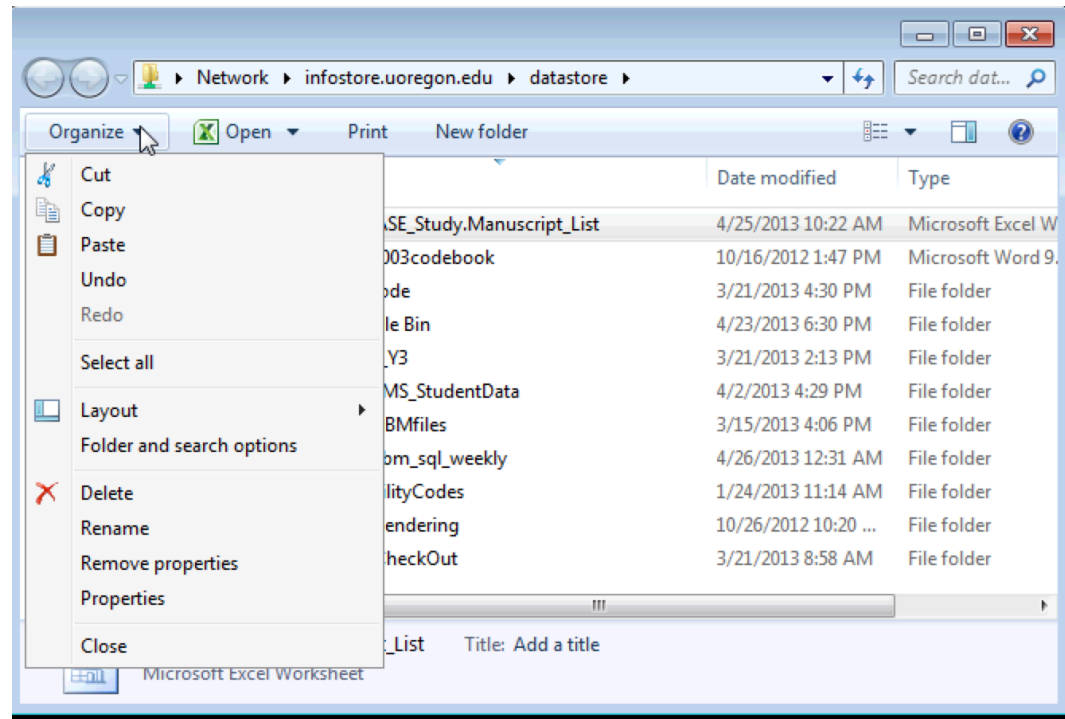 Network infostore.uoregon.edu datastore Search dat...
Organize Open Print New folder
Date modified Type
Cut
Copy
Paste
Undo
Redo
Select all
Layout
Folder and search options
Delete
Rename
Remove properties
Properties
Close
SE_Study.Manuscript_List 4/25/2013 10:22 AM Microsoft Excel W
003codebook 10/16/2012 1:47 PM Microsoft Word 9.
ode 3/21/2013 4:30 PM File folder
le Bin 4/23/2013 6:30 PM File folder
_Y3 3/21/2013 2:13 PM File folder
MS_StudentData 4/2/2013 4:29 PM File folder
BMfiles 3/15/2013 4:06 PM File folder
om_sql_weekly 4/26/2013 12:31 AM File folder
ilityCodes 1/24/2013 11:14 AM File folder
endering 10/26/2012 10:20 ... File folder
heckOut 3/21/2013 8:58 AM File folder
_List Title: Add a title
Microsoft Excel Worksheet